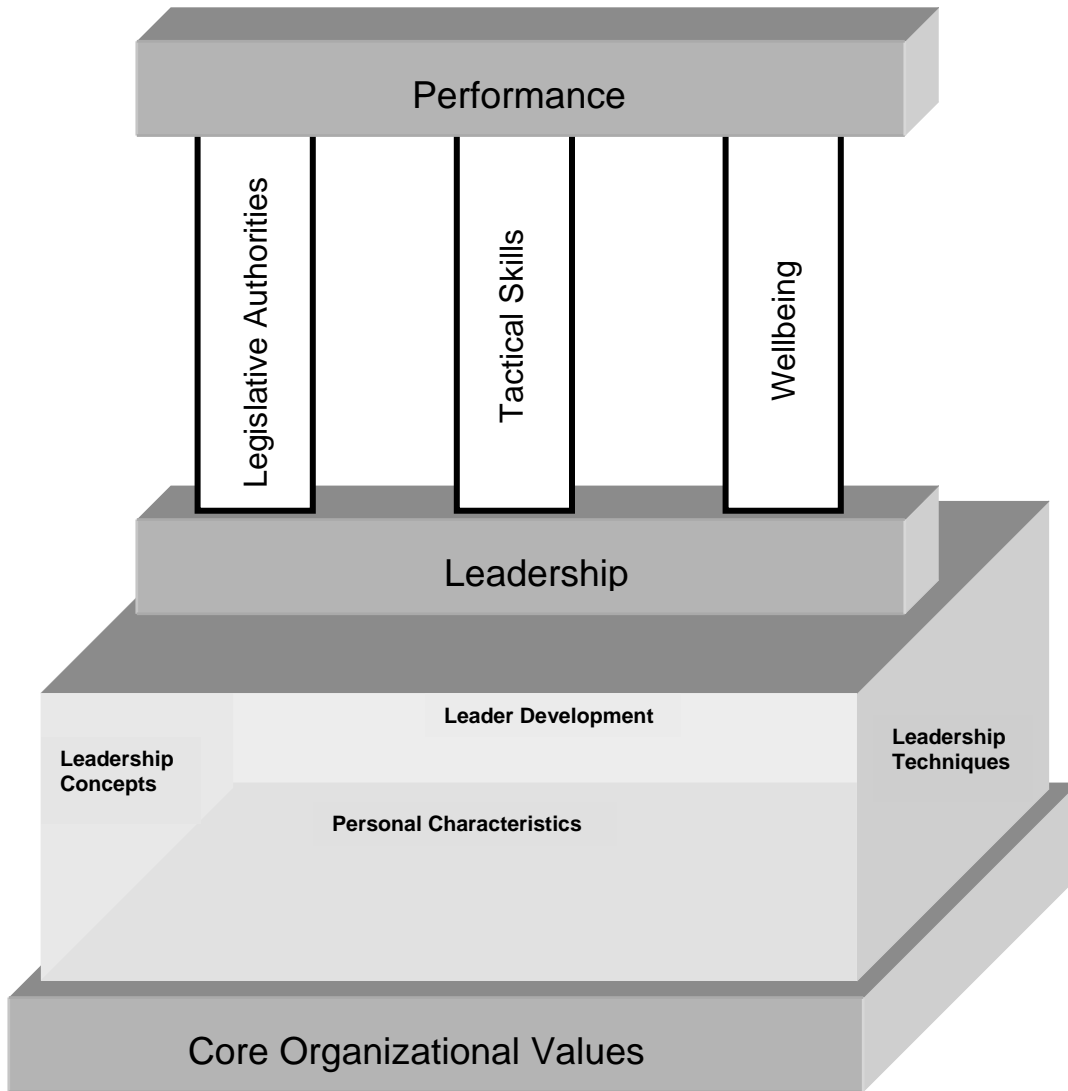 Performance
Legislative Authorities
Tactical Skills
Wellbeing
Leadership
Leader Development
Leadership
Concepts
Leadership
Techniques
Personal Characteristics
Core Organizational Values